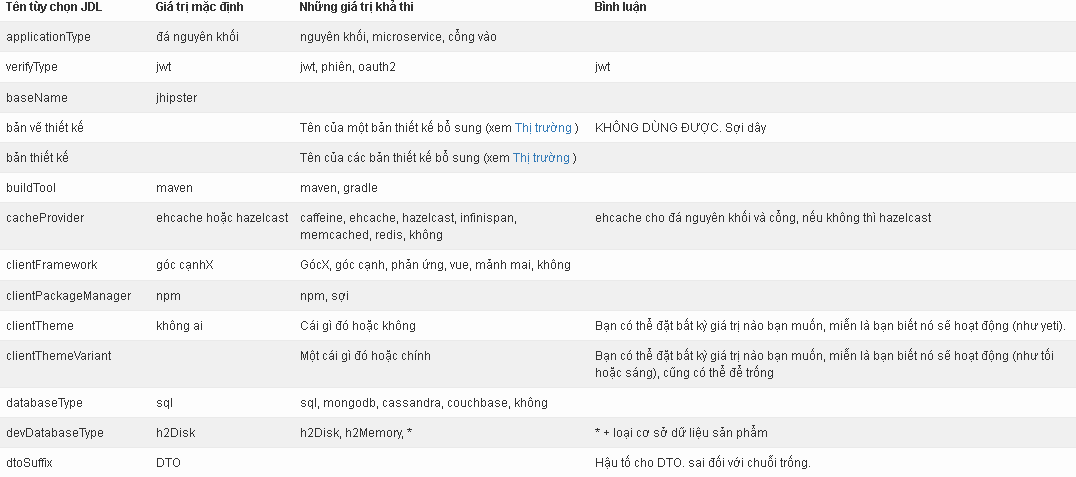 Tên tùy chọn JDL Giá trị mặc định Những giá trị khả thi Bình luận
applicationType đá nguyên khối nguyên khối, microservice, cổng vào
verifyType jwt jwt, phiên, oauth2 jwt
baseName jhipster
bản vẽ thiết kế Tên của một bản thiết kế bổ sung (xem Thị trường ) KHÔNG DÙNG ĐƯỢC. Sợi dây
bản thiết kế Tên của các bản thiết kế bổ sung (xem Thị trường )
buildTool maven maven, gradle
cacheProvider ehcache hoặc hazelcast caffeine, ehcache, hazelcast, infinispan, ehcache cho đá nguyên khối và cổng, nếu không thì hazelcast
memcached, redis, không
clientFramework góc cạnhX GócX, góc cạnh, phản ứng, vue, mảnh mai, không
clientPackageManager npm npm, sợi
clientTheme không ai Cái gì đó hoặc không Bạn có thể đặt bất kỳ giá trị nào bạn muốn, miễn là bạn biết nó sẽ hoạt động (như yeti).
clientThemeVariant Một cái gì đó hoặc chính Bạn có thể đặt bất kỳ giá trị nào bạn muốn, miễn là bạn biết nó sẽ hoạt động (như tối
hoặc sáng), cũng có thể để trống
databaseType sql sql, mongodb, cassandra, couchbase, không
devDatabaseType h2Disk h2Disk, h2Memory, * * + loại cơ sở dữ liệu sản phẩm
dtoSuffix DTO Hậu tố cho DTO. sai đối với chuỗi trống.